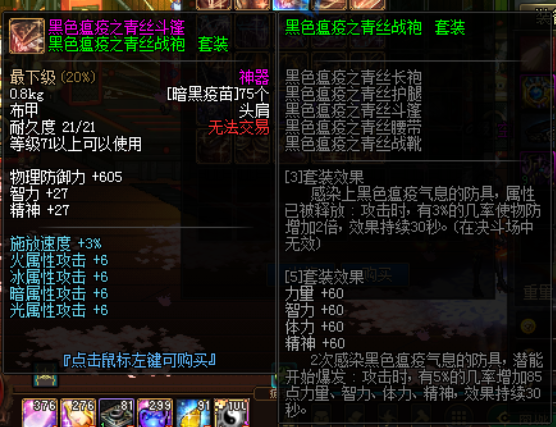 黑色瘟疫之青丝斗篷
黑色瘟疫之青丝战袍 套装
最下级(20%)
神器
0.8kg
[暗黑疫苗]75个
布甲
头肩
耐久度 21/21
无法交易
等级71以上可以使用
物理防御力 +605
智力 +27
精神 +27
施放速度 +3%
火属性攻击 +6
冰属性攻击 +6
暗属性攻击 +6
光属性攻击 +6
『点击鼠标左键可购买』
黑色瘟疫之青丝战袍 套装
黑色瘟疫之青丝长袍
黑色瘟疫之青丝护腿
黑色瘟疫之青丝斗篷
黑色瘟疫之青丝腰带
黑色瘟疫之青丝战靴
[3]套装效果
感染上黑色瘟疫气息的防具，属性
已被释放：攻击时，有3%的几率使物防
增加2倍，效果持续30秒。(在决斗场中
无效)
[5]套装效果
力量 +60
智力 +60
体力 +60
精神 +60
2次感染黑色瘟疫气息的防具，潜能
开始爆发：攻击时，有5%的几率增加85
点力量、智力、体力、精神，效果持续30
秒。
购买
376
276
81
299
91
1UL